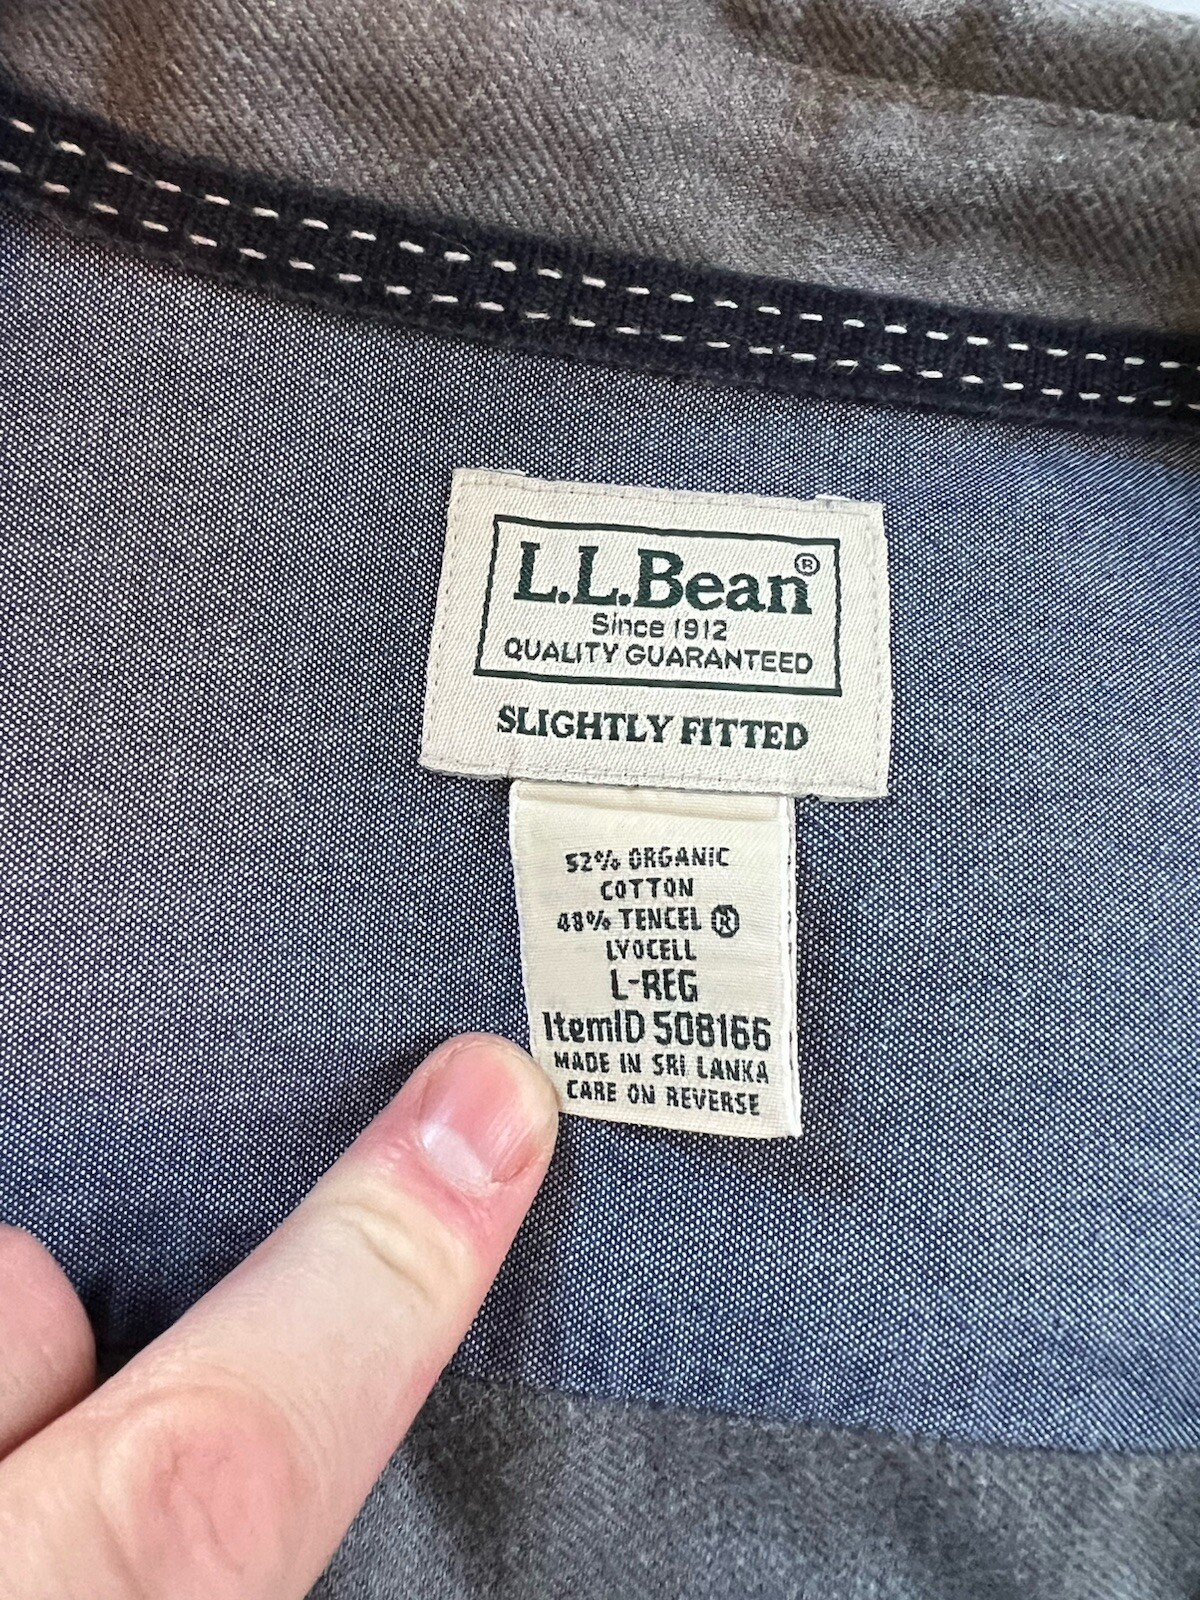 L.L.Bean®
Since 1912
QUALITY GUARANTEED
SLIGHTLY FITTED
52% ORGANIC
COTTON
48% TENCEL ®
LYOCELL
L-REG
ItemID 508166
MADE IN SRI LANKA
CARE ON REVERSE